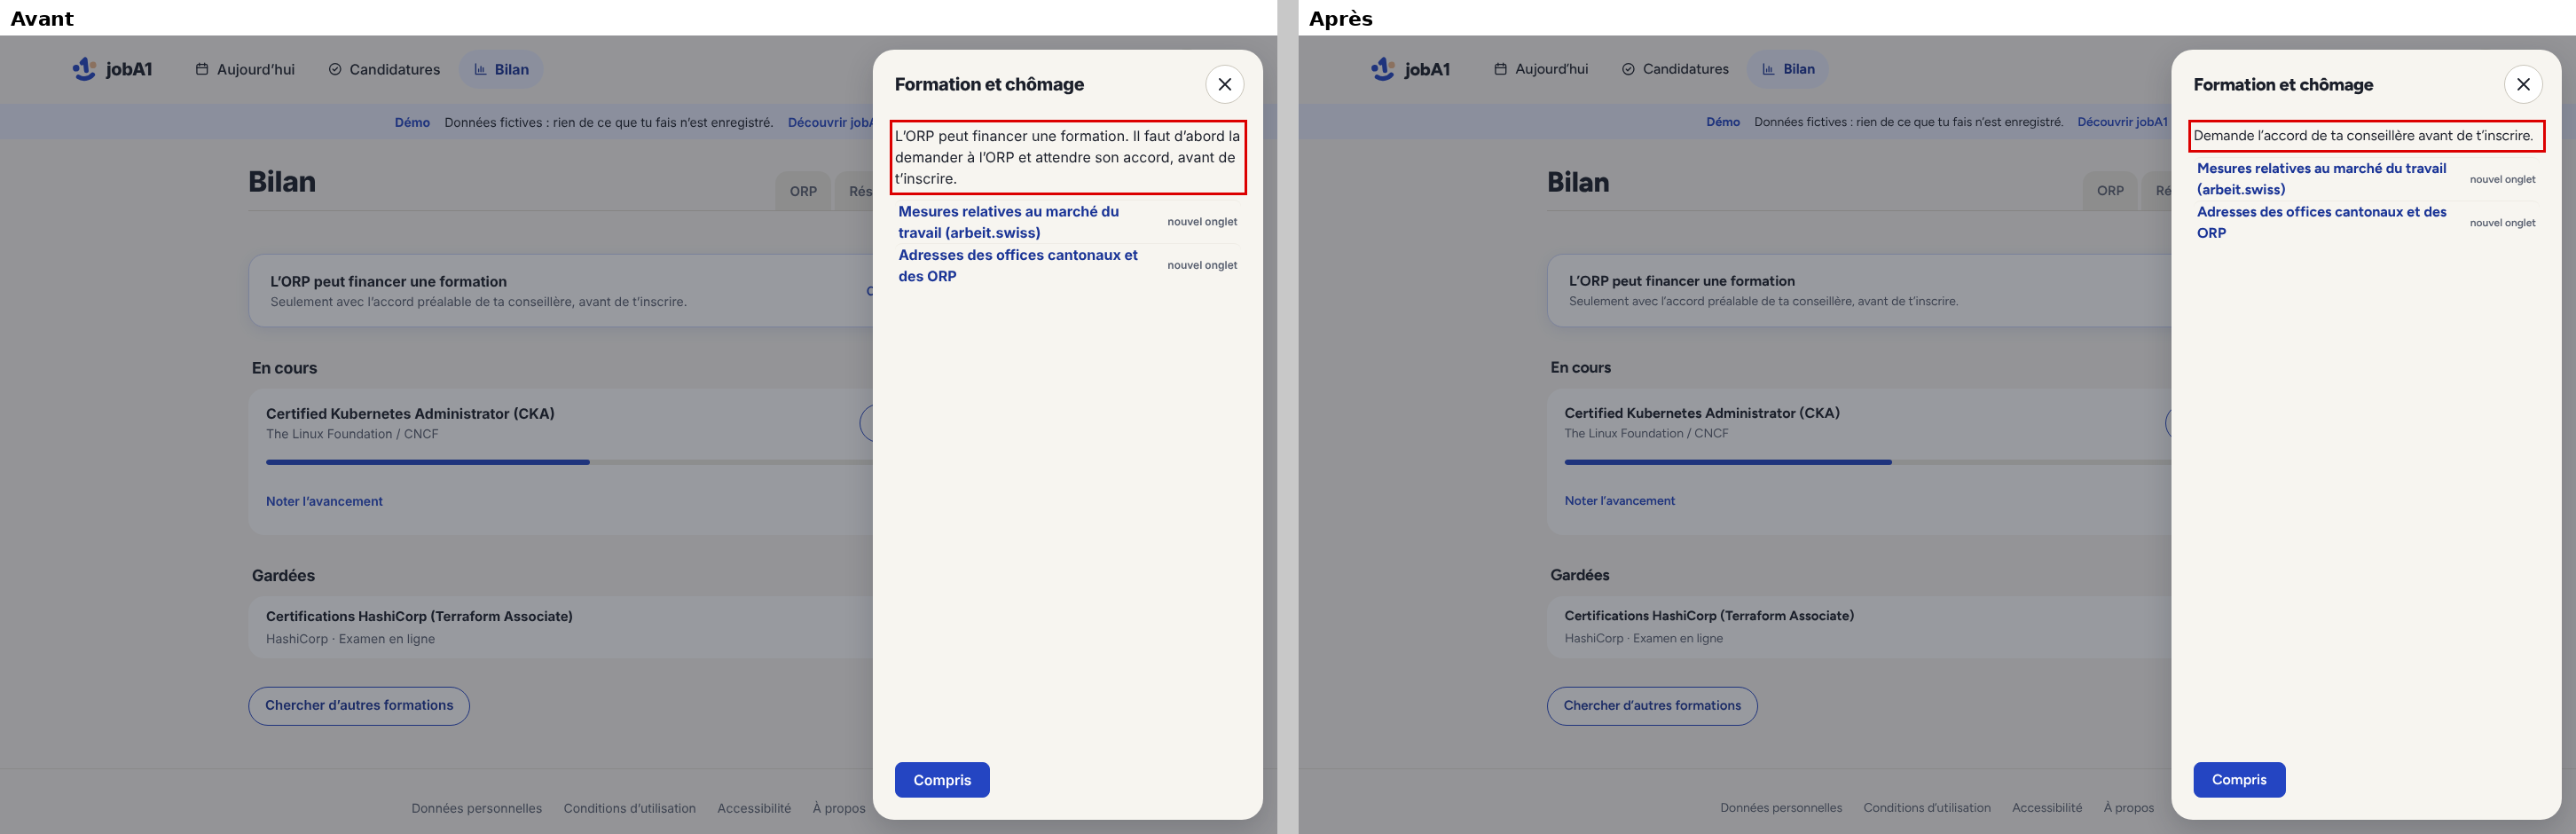 Avant
jobA1
Aujourd'hui
Candidatures
Bilan
Démo Données fictives : rien de ce que tu fais n'est enregistré. Découvrir
Bilan
ORP
L'ORP peut financer une formation
Seulement avec l'accord préalable de ta conseillère, avant de t'inscrire.
En cours
Certified Kubernetes Administrator (CKA)
The Linux Foundation / CNCF
Noter l'avancement
Gardées
Certifications HashiCorp (Terraform Associate)
HashiCorp · Examen en ligne
Chercher d'autres formations
Données personnelles Conditions d'utilisation Accessibilité À propos
Formation et chômage
L'ORP peut financer une formation. Il faut d'abord la
demander à l'ORP et attendre son accord, avant de
t'inscrire.
Mesures relatives au marché du
travail (arbeit.swiss)
nouvel onglet
Adresses des offices cantonaux et
des ORP
nouvel onglet
Compris
Après
jobA1
Aujourd'hui
Candidatures
Bilan
Démo Données fictives : rien de ce que tu fais n'est enregistré. Découvrir jobA1
Bilan
ORP
L'ORP peut financer une formation
Seulement avec l'accord préalable de ta conseillère, avant de t'inscrire.
En cours
Certified Kubernetes Administrator (CKA)
The Linux Foundation / CNCF
Noter l'avancement
Gardées
Certifications HashiCorp (Terraform Associate)
HashiCorp · Examen en ligne
Chercher d'autres formations
Données personnelles Conditions d'utilisation Accessibilité À propos
Formation et chômage
Demande l'accord de ta conseillère avant de t'inscrire.
Mesures relatives au marché du travail
(arbeit.swiss)
nouvel onglet
Adresses des offices cantonaux et des
ORP
nouvel onglet
Compris